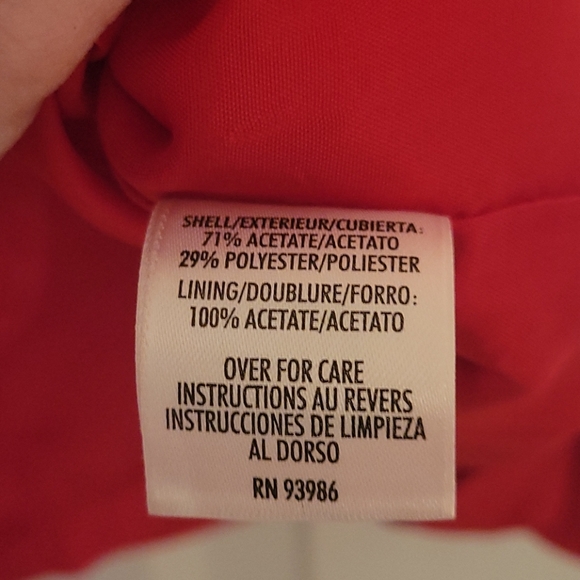 SHELL/EXTERIEUR/CUBIERTA:
71% ACETATE/ACETATO
29% POLYESTER/POLIESTER
LINING/DOUBLURE/FORRO:
100% ACETATE/ACETATO
OVER FOR CARE
INSTRUCTIONS AU REVERS
INSTRUCCIONES DE LIMPIEZA
AL DORSO
RN 93986